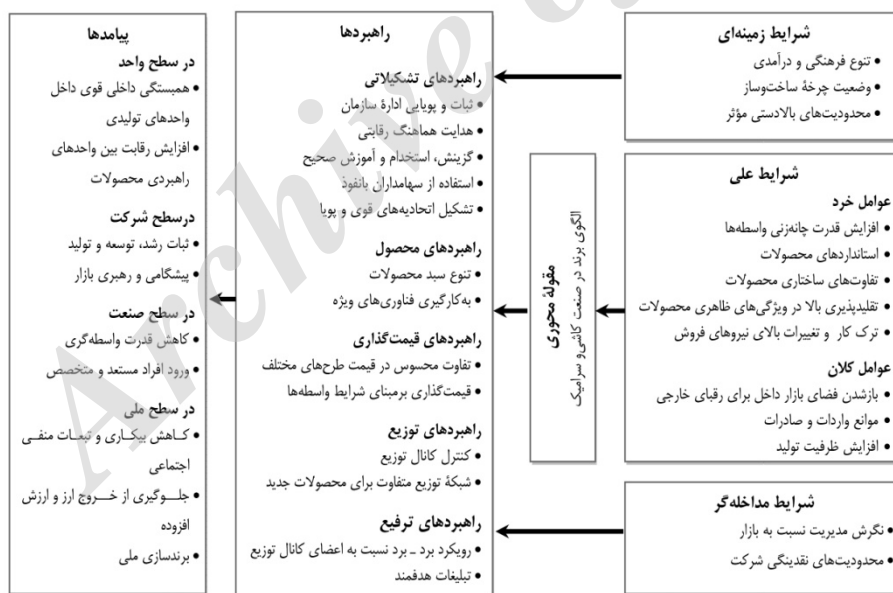 شرایط زمینه‌ای
• تنوع فرهنگی و درآمدی
• وضعیت چرخهٔ ساخت‌وساز
• محدودیت‌های بالادستی مؤثر
شرایط علی
عوامل خرد
• افزایش قدرت چانه‌زنی واسطه‌ها
• استانداردهای محصولات
• تفاوت‌های ساختاری محصولات
• تقلیدپذیری بالا در ویژگی‌های ظاهری محصولات
• ترک کار و تغییرات بالای نیروهای فروش
عوامل کلان
• بازشدن فضای بازار داخل برای رقبای خارجی
• موانع واردات و صادرات
• افزایش ظرفیت تولید
شرایط مداخله‌گر
• نگرش مدیریت نسبت به بازار
• محدودیت‌های نقدینگی شرکت
مقولهٔ محوری
الگوی برند در صنعت کاشی و سرامیک
راهبردها
راهبردهای تشکیلاتی
• ثبات و پویایی ادارهٔ سازمان
• هدایت هماهنگ رقابتی
• گزینش، استخدام و آموزش صحیح
• استفاده از سهامداران بانفوذ
• تشکیل اتحادیه‌های قوی و پویا
راهبردهای محصول
• تنوع سبد محصولات
• به‌کارگیری فناوری‌های ویژه
راهبردهای قیمت‌گذاری
• تفاوت محسوس در قیمت طرح‌های مختلف
• قیمت‌گذاری برمبنای شرایط واسطه‌ها
راهبردهای توزیع
• کنترل کانال توزیع
• شبکهٔ توزیع متفاوت برای محصولات جدید
راهبردهای ترفیع
• رویکرد برد ـ برد نسبت به اعضای کانال توزیع
• تبلیغات هدفمند
پیامدها
در سطح واحد
• همبستگی داخلی قوی داخل
واحدهای تولیدی
• افزایش رقابت بین واحدهای
راهبردی محصولات
درسطح شرکت
• ثبات رشد، توسعه و تولید
• پیشگامی و رهبری بازار
در سطح صنعت
• کاهش قدرت واسطه‌گری
• ورود افراد مستعد و متخصص
در سطح ملی
• کـاهش بیکـاری و تبعـات منفـی
اجتماعی
• جلـــوگیری از خـــروج ارز و ارزش
افزوده
• برندسازی ملی
Archive of